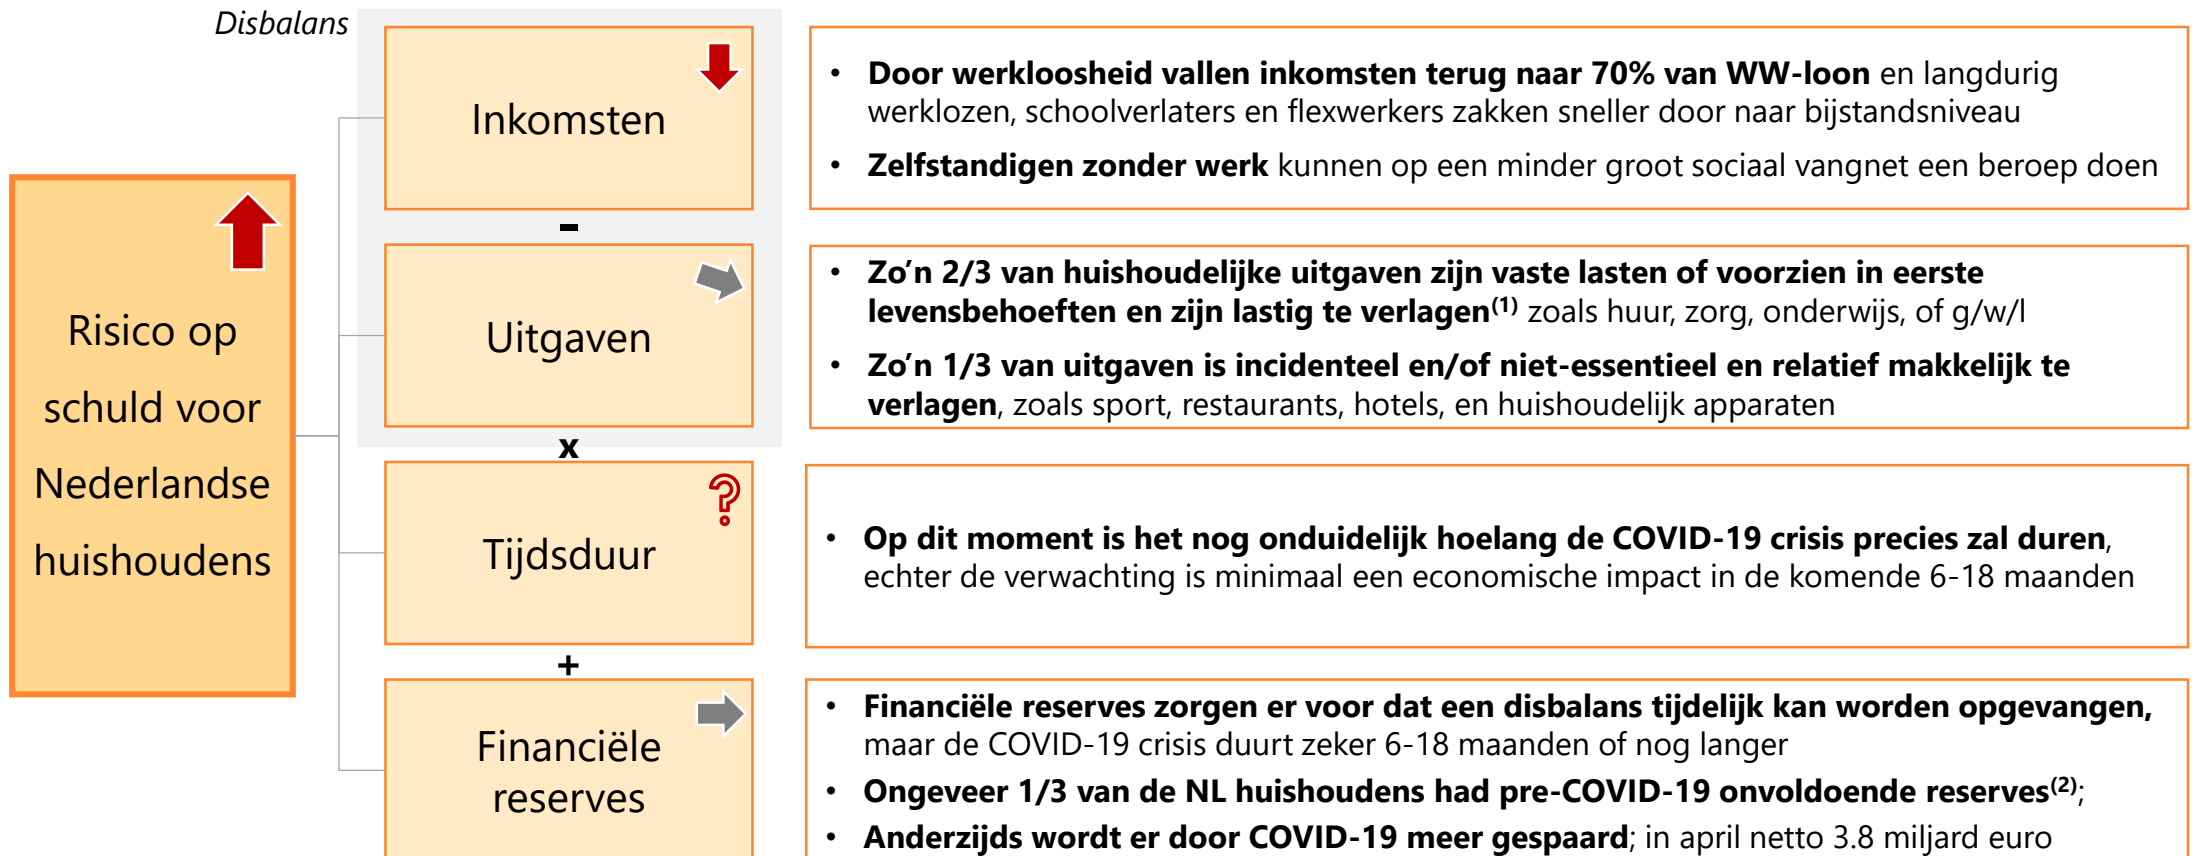 Disbalans
Inkomsten
• Door werkloosheid vallen inkomsten terug naar 70% van WW-loon en langdurig
werklozen, schoolverlaters en flexwerkers zakken sneller door naar bijstandsniveau
• Zelfstandigen zonder werk kunnen op een minder groot sociaal vangnet een beroep doen
-
Risico op
schuld voor
Nederlandse
huishoudens
Uitgaven
• Zo’n 2/3 van huishoudelijke uitgaven zijn vaste lasten of voorzien in eerste
levensbehoeften en zijn lastig te verlagen(1) zoals huur, zorg, onderwijs, of g/w/l
• Zo’n 1/3 van uitgaven is incidenteel en/of niet-essentieel en relatief makkelijk te
verlagen, zoals sport, restaurants, hotels, en huishoudelijk apparaten
x
?
Tijdsduur
• Op dit moment is het nog onduidelijk hoelang de COVID-19 crisis precies zal duren,
echter de verwachting is minimaal een economische impact in de komende 6-18 maanden
+
Financiële
reserves
• Financiële reserves zorgen er voor dat een disbalans tijdelijk kan worden opgevangen,
maar de COVID-19 crisis duurt zeker 6-18 maanden of nog langer
• Ongeveer 1/3 van de NL huishoudens had pre-COVID-19 onvoldoende reserves(2);
• Anderzijds wordt er door COVID-19 meer gespaard; in april netto 3.8 miljard euro